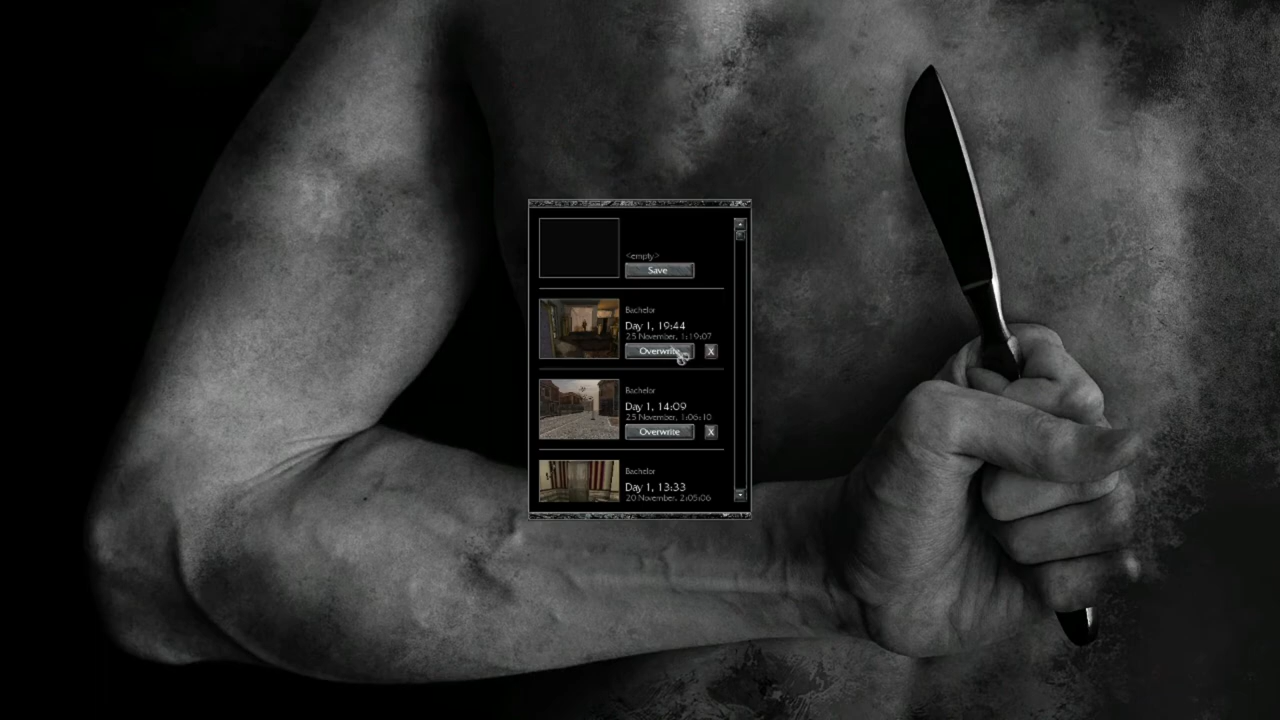 <empty>
Save
Bachelor
Day 1, 19:44
25 November, 1:19:07
Overwrite
X
Bachelor
Day 1, 14:09
25 November, 1:06:10
Overwrite
X
Bachelor
Day 1, 13:33
20 November, 2:05:06